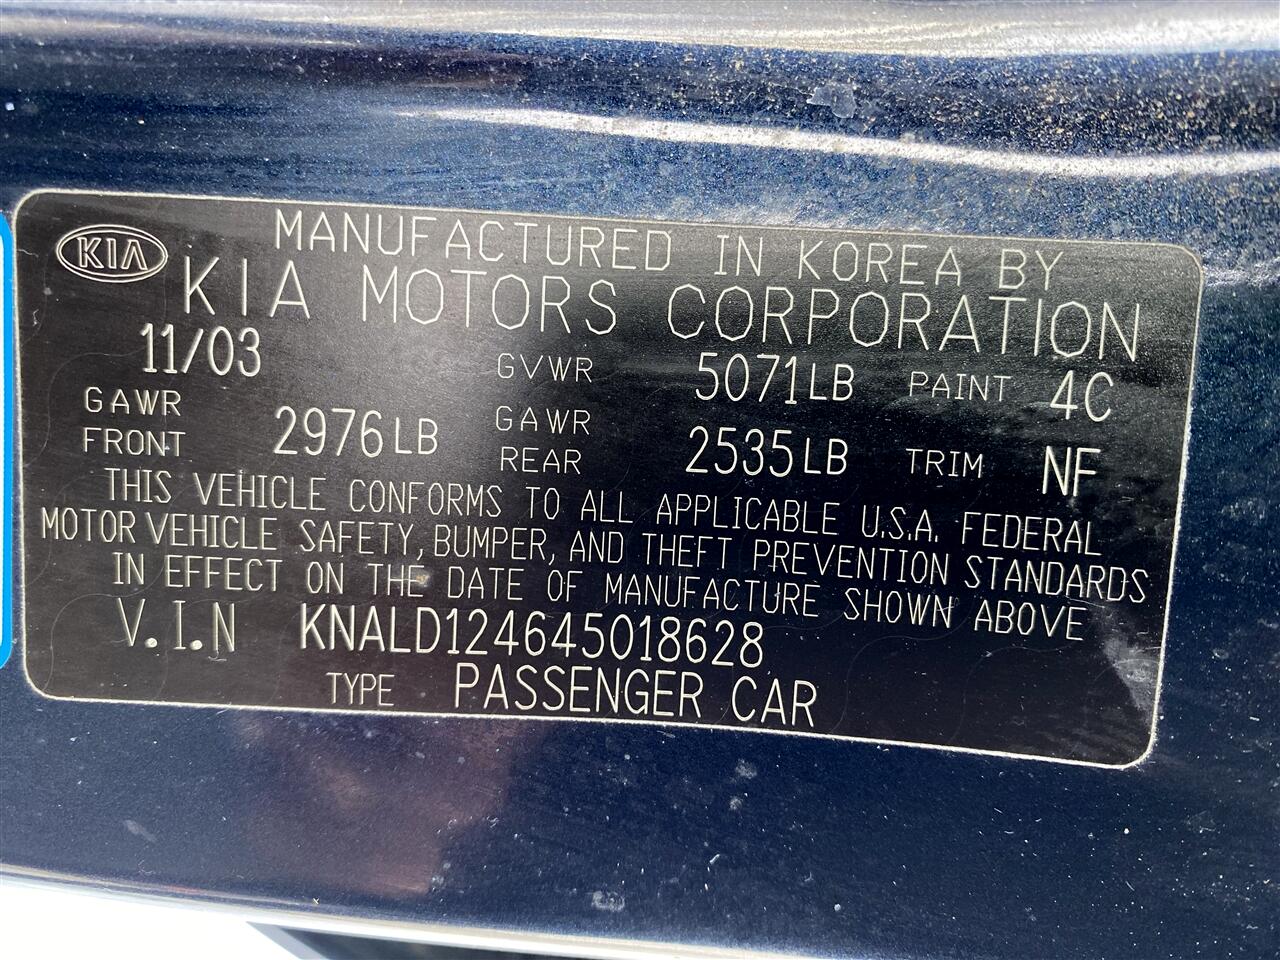 KIA
MANUFACTURED IN KOREA BY
KIA MOTORS CORPORATION
11/03 GVWR 5071LB PAINT 4C
GAWR FRONT 2976LB GAWR REAR 2535LB TRIM NF
THIS VEHICLE CONFORMS TO ALL APPLICABLE U.S.A. FEDERAL
MOTOR VEHICLE SAFETY, BUMPER, AND THEFT PREVENTION STANDARDS
IN EFFECT ON THE DATE OF MANUFACTURE SHOWN ABOVE
V.I.N KNALD124645018628
TYPE PASSENGER CAR